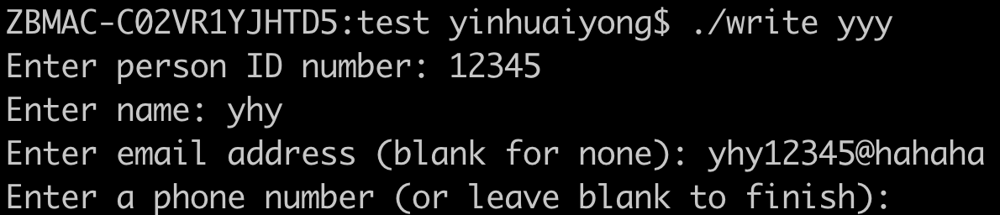 ZBMAC-C02VR1YJHTD5:test yinhuaiyong$ ./write yyy
Enter person ID number: 12345
Enter name: yhy
Enter email address (blank for none): yhy12345@hahaha
Enter a phone number (or leave blank to finish):